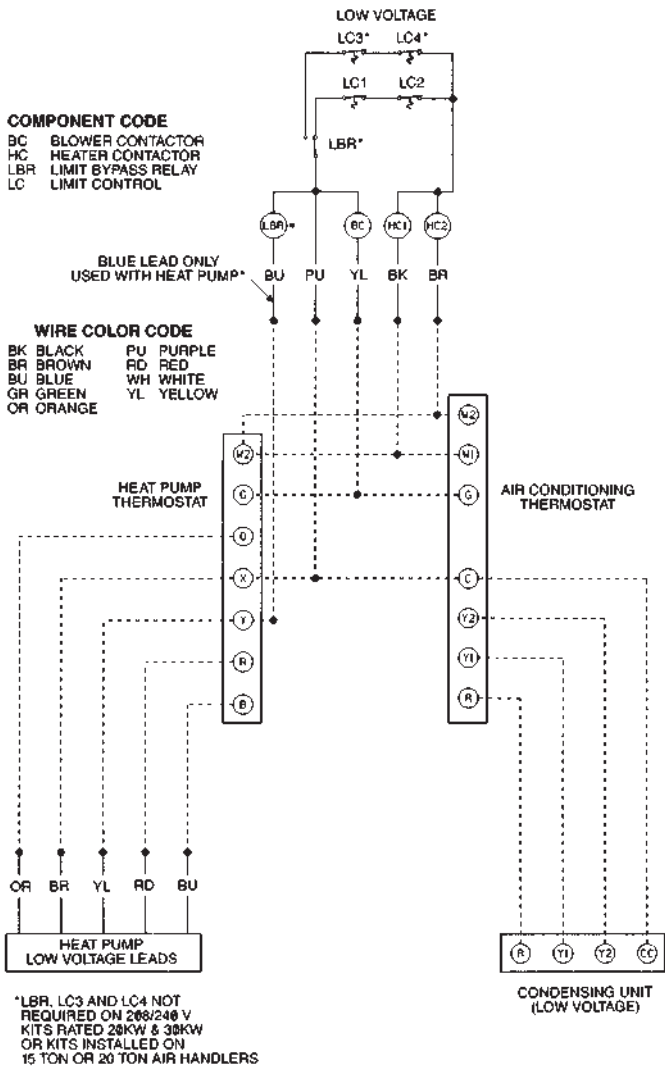 LOW VOLTAGE
LC3* LC4*
LC1 LC2
LBR*
COMPONENT CODE
BC BLOWER CONTACTOR
HC HEATER CONTACTOR
LBR LIMIT BYPASS RELAY
LC LIMIT CONTROL
LBR * BC HC1 HC2
BLUE LEAD ONLY
USED WITH HEAT PUMP*
BU PU YL BK BR
WIRE COLOR CODE
BK BLACK PU PURPLE
BR BROWN RD RED
BU BLUE WH WHITE
GR GREEN YL YELLOW
OR ORANGE
HEAT PUMP
THERMOSTAT
W2
G
O
X
Y
R
B
W2
W1
G
C
Y2
Y1
R
AIR CONDITIONING
THERMOSTAT
OR BR YL RD BU
HEAT PUMP
LOW VOLTAGE LEADS
R Y1 Y2 CC
CONDENSING UNIT
(LOW VOLTAGE)
*LBR, LC3 AND LC4 NOT
REQUIRED ON 208/240 V
KITS RATED 20KW & 30KW
OR KITS INSTALLED ON
15 TON OR 20 TON AIR HANDLERS